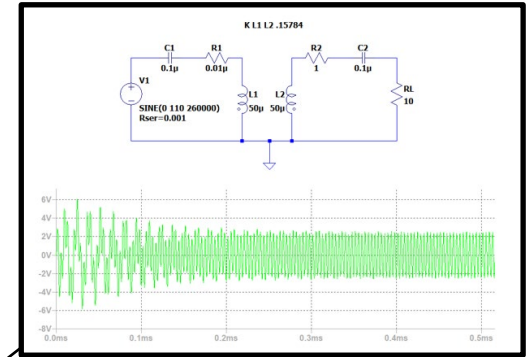 K L1 L2 .15784
C1 R1 R2 C2
0.1µ 0.01µ 1 0.1µ
V1
L1 L2 RL
SINE(0 110 260000) 50µ 50µ 10
Rser=0.001
6V
4V
2V
0V
-2V
-4V
-6V
-8V
0.0ms 0.1ms 0.2ms 0.3ms 0.4ms 0.5ms